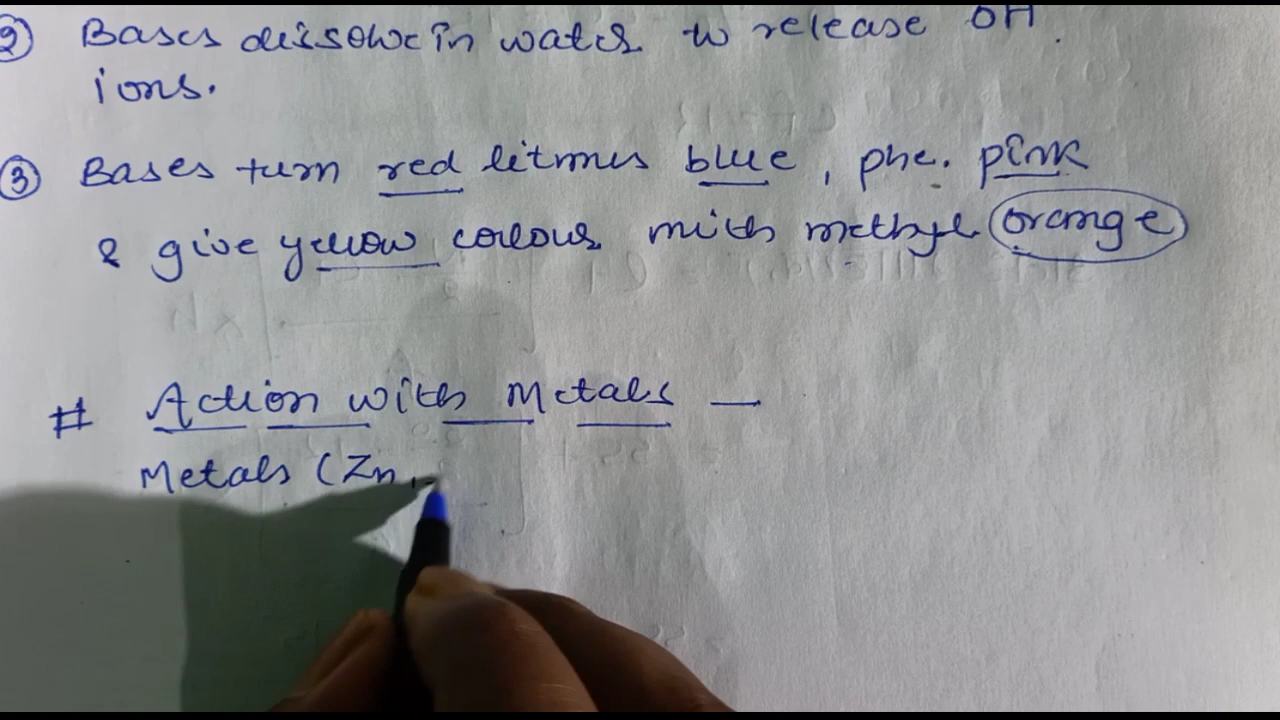 ② Bases dissolve in water to release OH
ions.
③ Bases turn red litmus blue, phe. pink
& give yellow colour with methyl orange
# Action with Metals —
Metals (Zn,